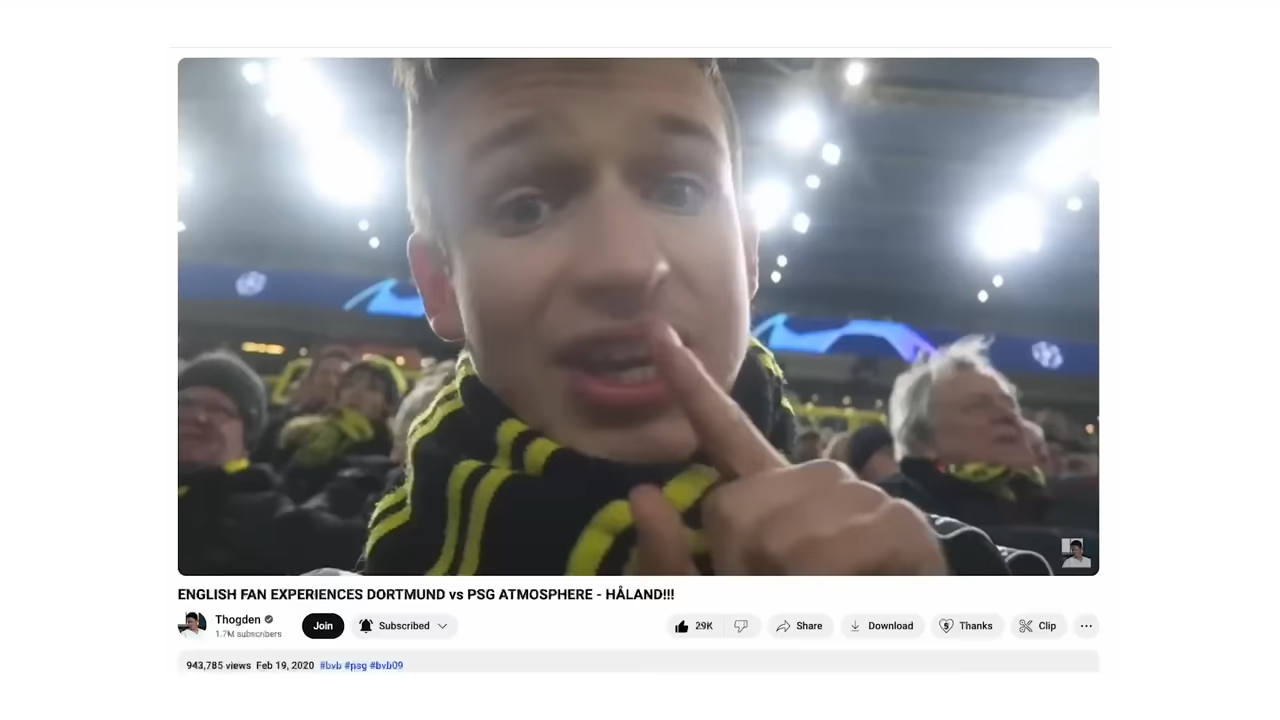 ENGLISH FAN EXPERIENCES DORTMUND vs PSG ATMOSPHERE - HÅLAND!!!
Thogden
1.7M subscribers
Join
Subscribed
29K
Share
Download
Thanks
Clip
943,785 views Feb 19, 2020 #bvb #psg #bvb09